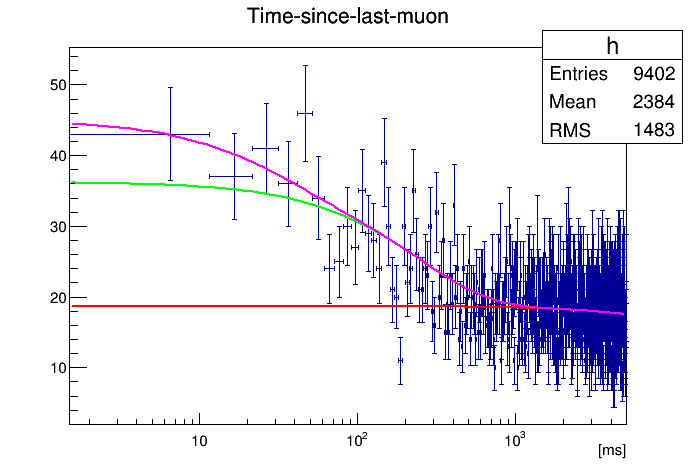 Time-since-last-muon
h
Entries 9402
Mean 2384
RMS 1483
50
40
30
20
10
10 10² 10³
[ms]